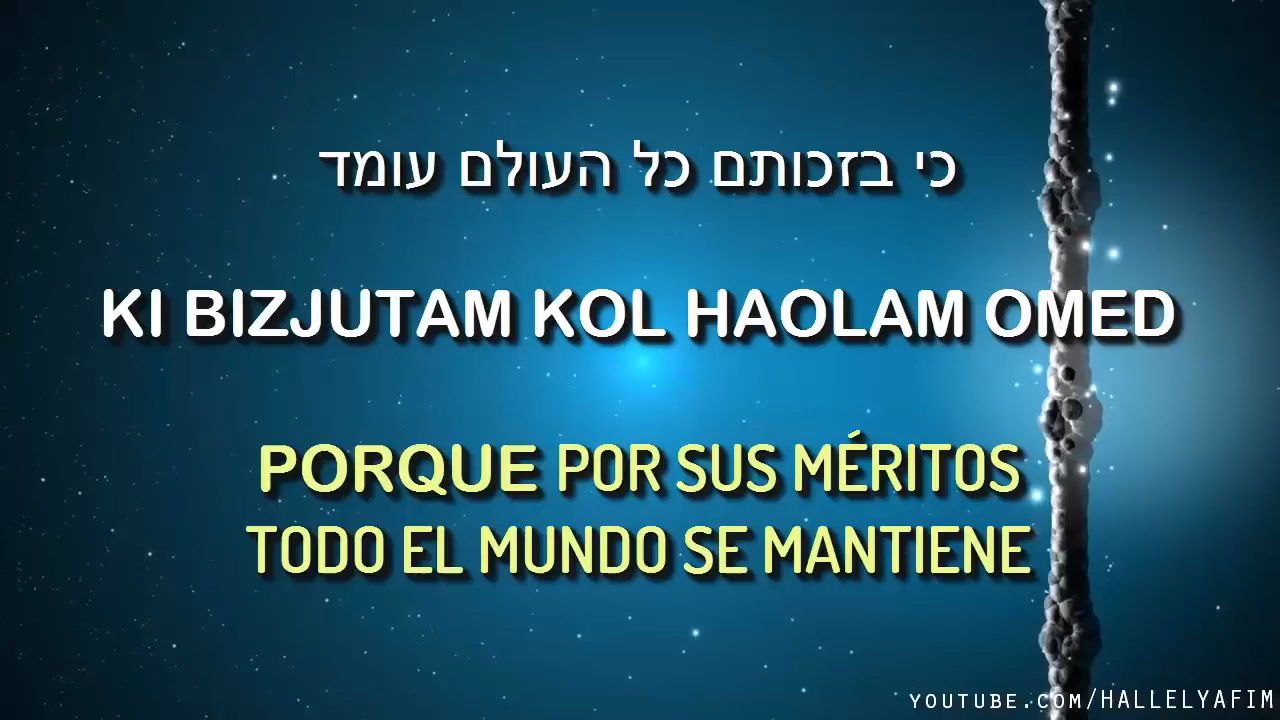 כי בזכותם כל העולם עומד
KI BIZJUTAM KOL HAOLAM OMED
PORQUE POR SUS MÉRITOS
TODO EL MUNDO SE MANTIENE
YOUTUBE.COM/HALLELYAFIM